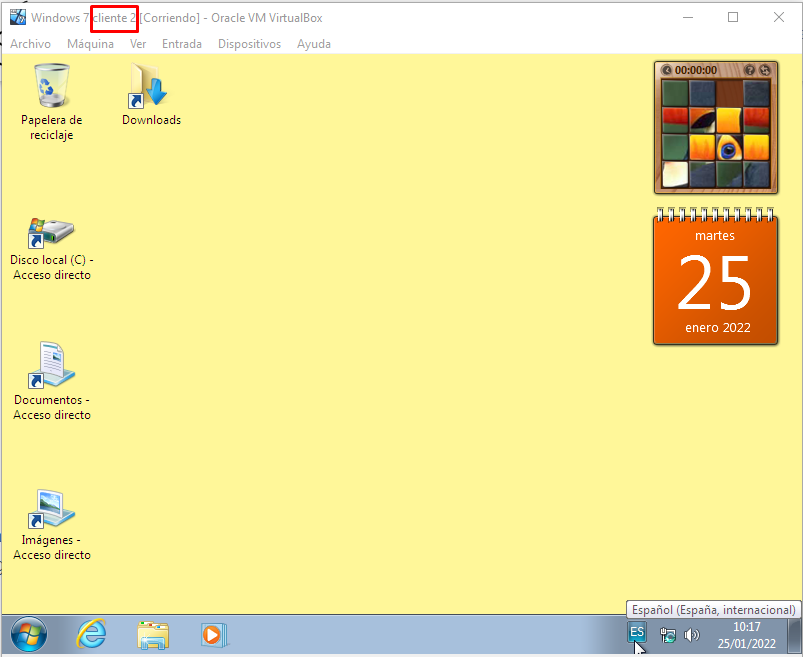 Windows 7 cliente 2 [Corriendo] - Oracle VM VirtualBox
Archivo Máquina Ver Entrada Dispositivos Ayuda
00:00:00
Papelera de
reciclaje
Downloads
martes
25
enero 2022
Disco local (C) -
Acceso directo
Documentos -
Acceso directo
Imágenes -
Acceso directo
Español (España, internacional)
ES
10:17
25/01/2022